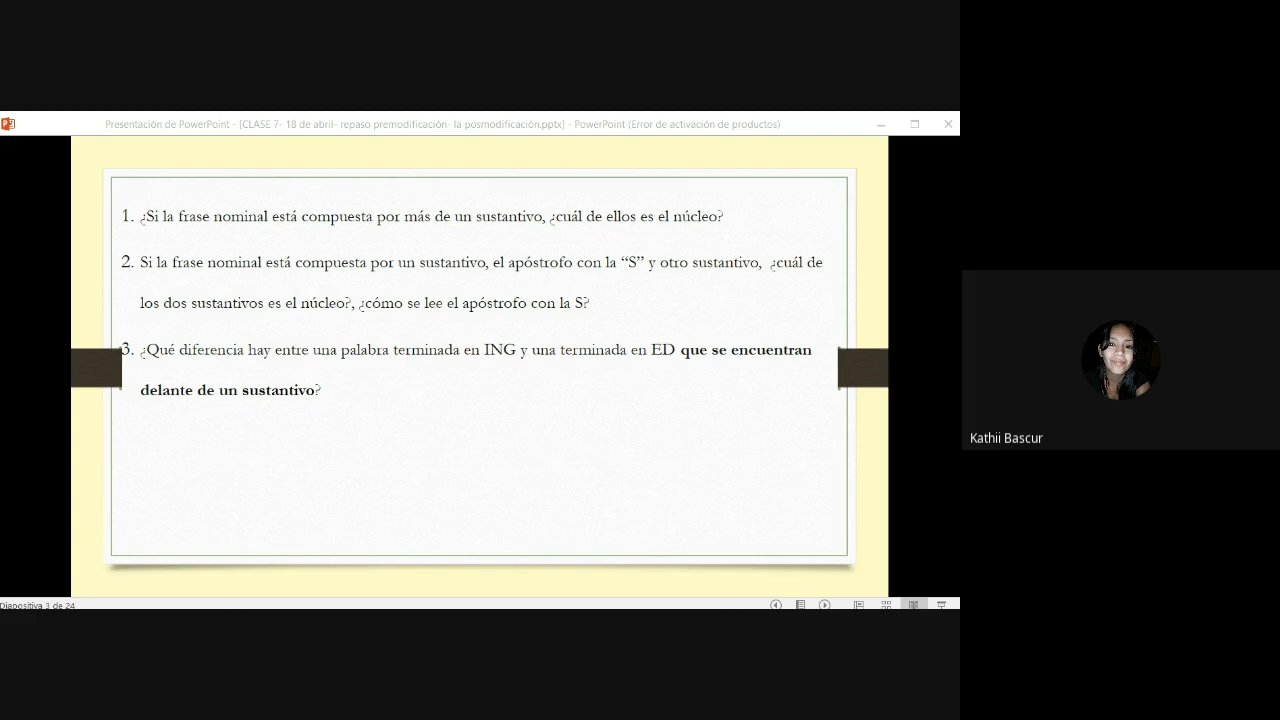 Presentación de PowerPoint - [CLASE 7- 18 de abril- repaso premodificación- la posmodificación.pptx] - PowerPoint (Error de activación de productos)
1. ¿Si la frase nominal está compuesta por más de un sustantivo, ¿cuál de ellos es el núcleo?
2. Si la frase nominal está compuesta por un sustantivo, el apóstrofo con la “S” y otro sustantivo, ¿cuál de
los dos sustantivos es el núcleo?, ¿cómo se lee el apóstrofo con la S?
3. ¿Qué diferencia hay entre una palabra terminada en ING y una terminada en ED que se encuentran
delante de un sustantivo?
Kathii Bascur
Diapositiva 3 de 24